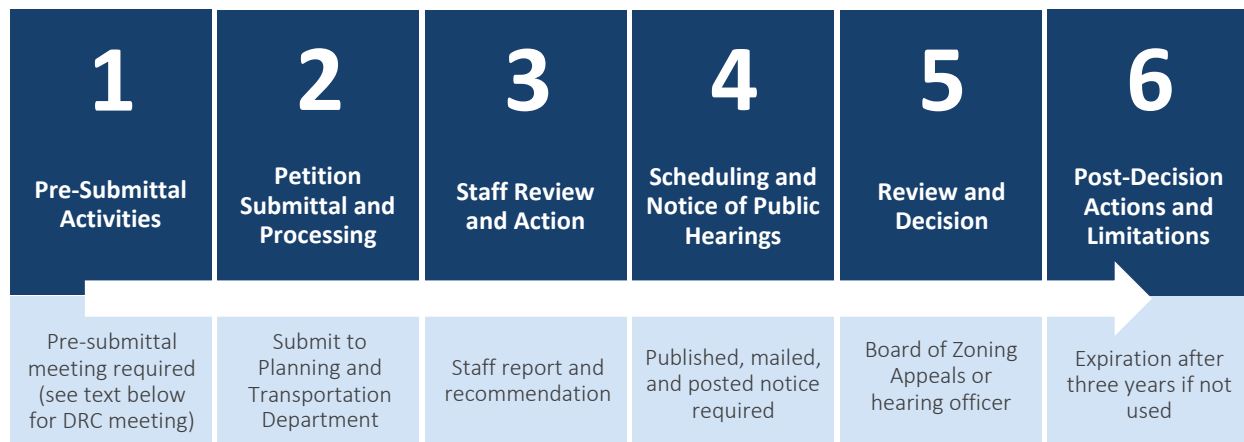 1
Pre-Submittal
Activities
Pre-submittal
meeting required
(see text below
for DRC meeting)
2
Petition
Submittal and
Processing
Submit to
Planning and
Transportation
Department
3
Staff Review
and Action
Staff report and
recommendation
4
Scheduling and
Notice of Public
Hearings
Published, mailed,
and posted notice
required
5
Review and
Decision
Board of Zoning
Appeals or
hearing officer
6
Post-Decision
Actions and
Limitations
Expiration after
three years if not
used